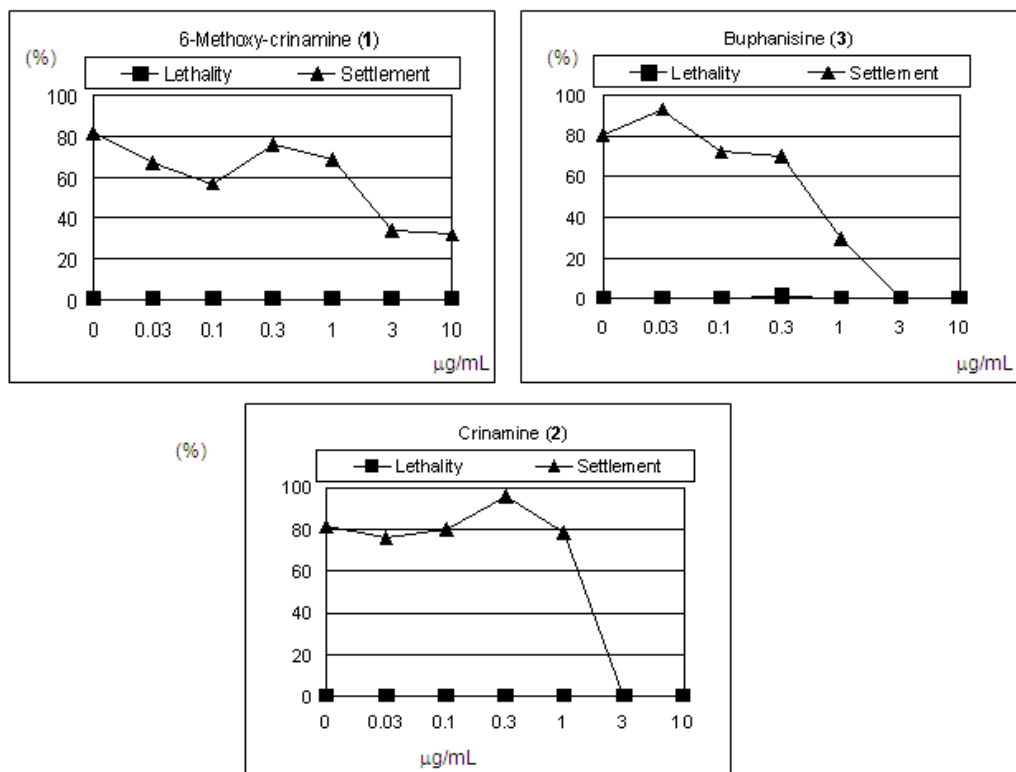 6-Methoxy-crinamine (1)
(%)
Lethality Settlement
100
80
60
40
20
0
0 0.03 0.1 0.3 1 3 10
μg/mL
Buphanisine (3)
(%)
Lethality Settlement
100
80
60
40
20
0
0 0.03 0.1 0.3 1 3 10
μg/mL
Crinamine (2)
(%)
Lethality Settlement
100
80
60
40
20
0
0 0.03 0.1 0.3 1 3 10
μg/mL